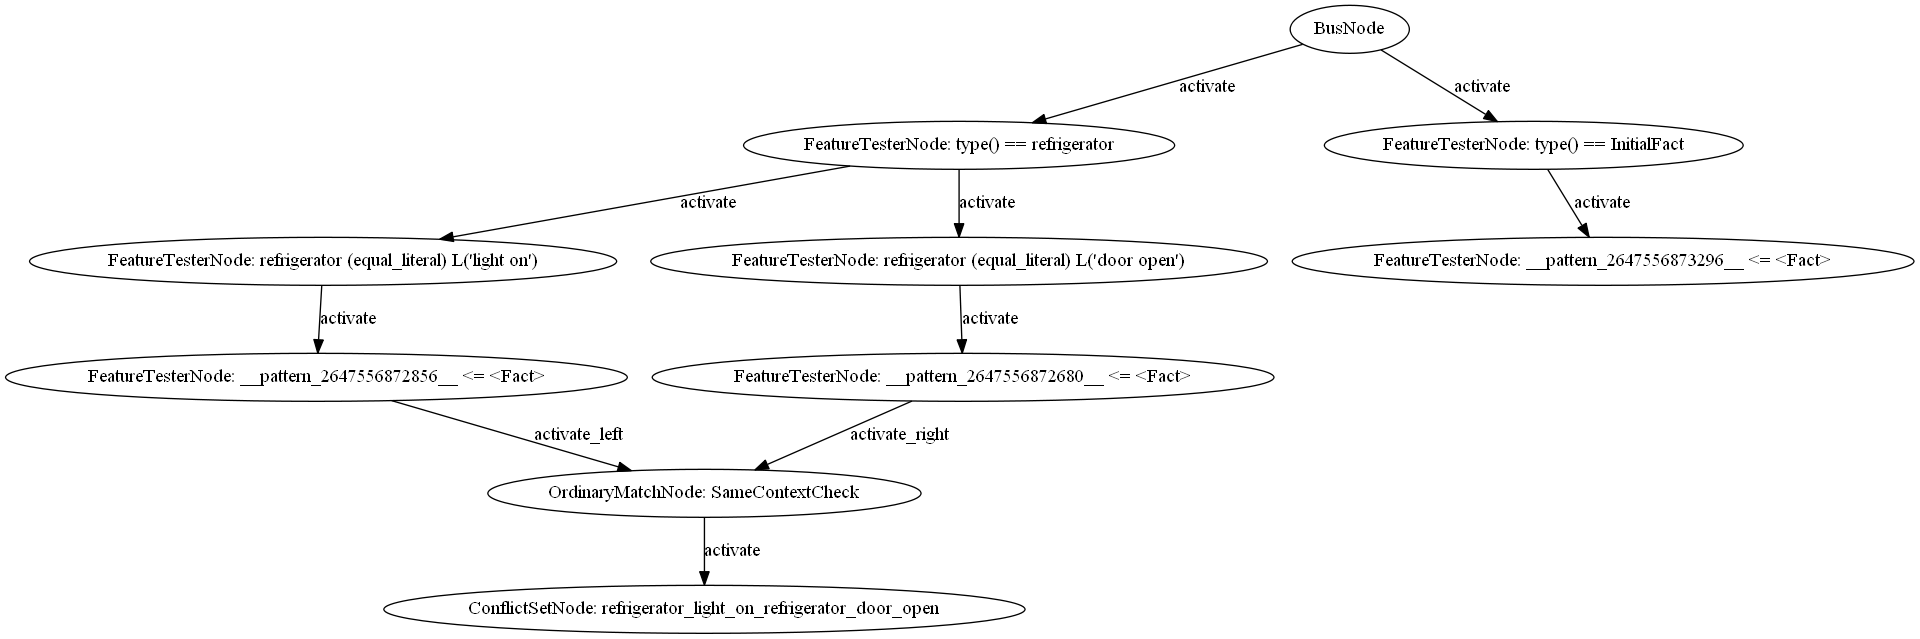 BusNode
activate
activate
FeatureTesterNode: type() == refrigerator
FeatureTesterNode: type() == InitialFact
activate
activate
activate
FeatureTesterNode: refrigerator (equal_literal) L('light on')
FeatureTesterNode: refrigerator (equal_literal) L('door open')
FeatureTesterNode: __pattern_2647556873296__ <= <Fact>
activate
activate
FeatureTesterNode: __pattern_2647556872856__ <= <Fact>
FeatureTesterNode: __pattern_2647556872680__ <= <Fact>
activate_left
activate_right
OrdinaryMatchNode: SameContextCheck
activate
ConflictSetNode: refrigerator_light_on_refrigerator_door_open